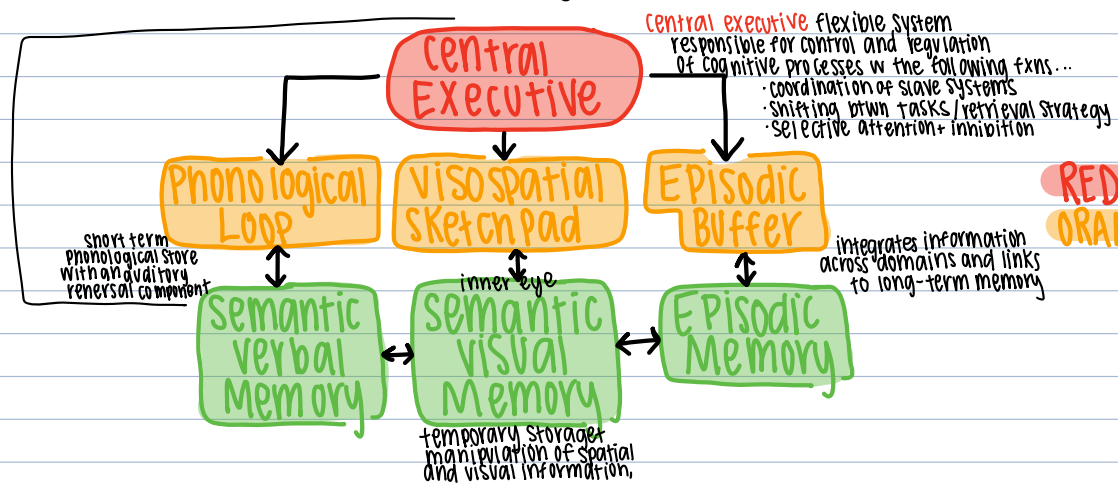 central executive flexible system
responsible for control and regulation
of cognitive processes w the following fxns...
·coordination of slave systems
·shifting btwn tasks/retrieval strategy
·selective attention+ inhibition
Central
Executive
Phonological
Loop
Visospatial
Sketchpad
Episodic
Buffer
RED
ORA
short term
phonological store
with an auditory
rehersal component
inner eye
integrates information
across domains and links
to long-term memory
Semantic
Verbal
Memory
Semantic
Visual
Memory
Episodic
Memory
temporary storage+
manipulation of spatial
and visual information,